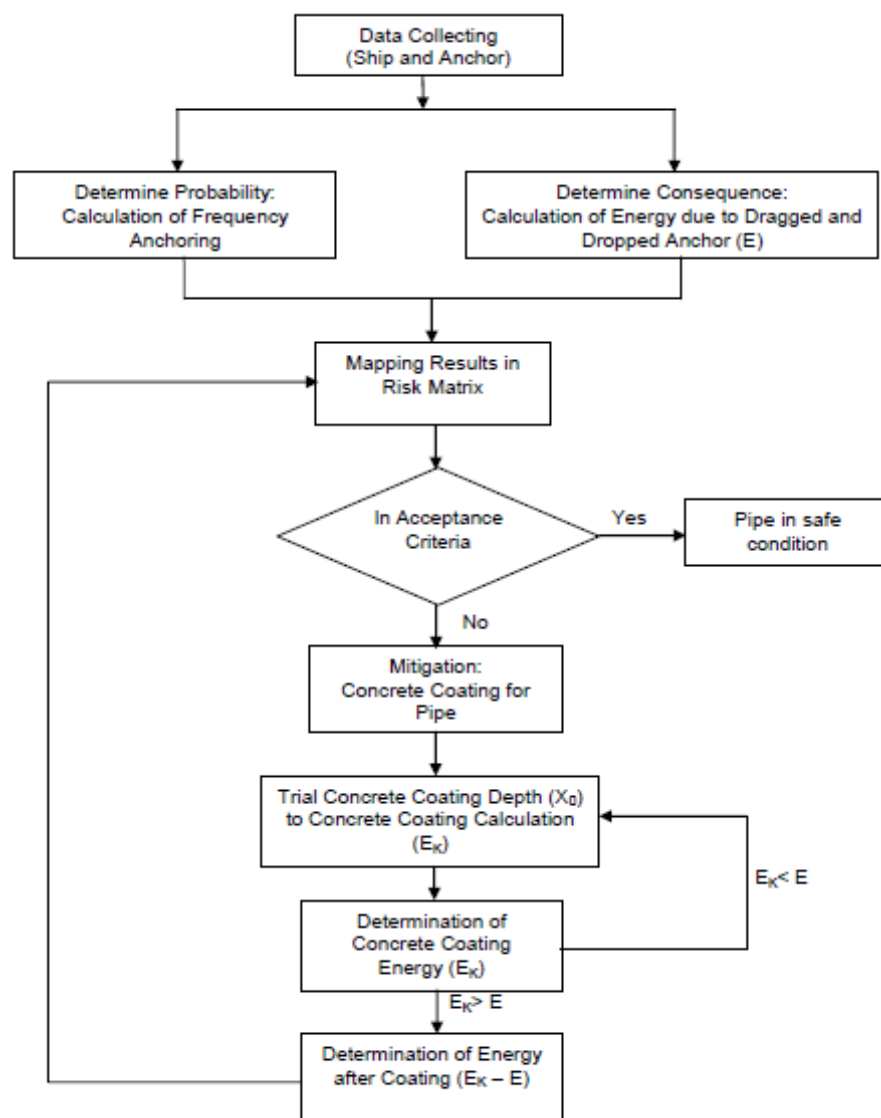 Data Collecting
(Ship and Anchor)
Determine Probability:
Calculation of Frequency
Anchoring
Determine Consequence:
Calculation of Energy due to Dragged and
Dropped Anchor (E)
Mapping Results in
Risk Matrix
In Acceptance
Criteria
Yes
Pipe in safe
condition
No
Mitigation:
Concrete Coating for
Pipe
Trial Concrete Coating Depth (X₀)
to Concrete Coating Calculation
(Eₖ)
Eₖ< E
Determination of
Concrete Coating
Energy (Eₖ)
Eₖ> E
Determination of Energy
after Coating (Eₖ – E)